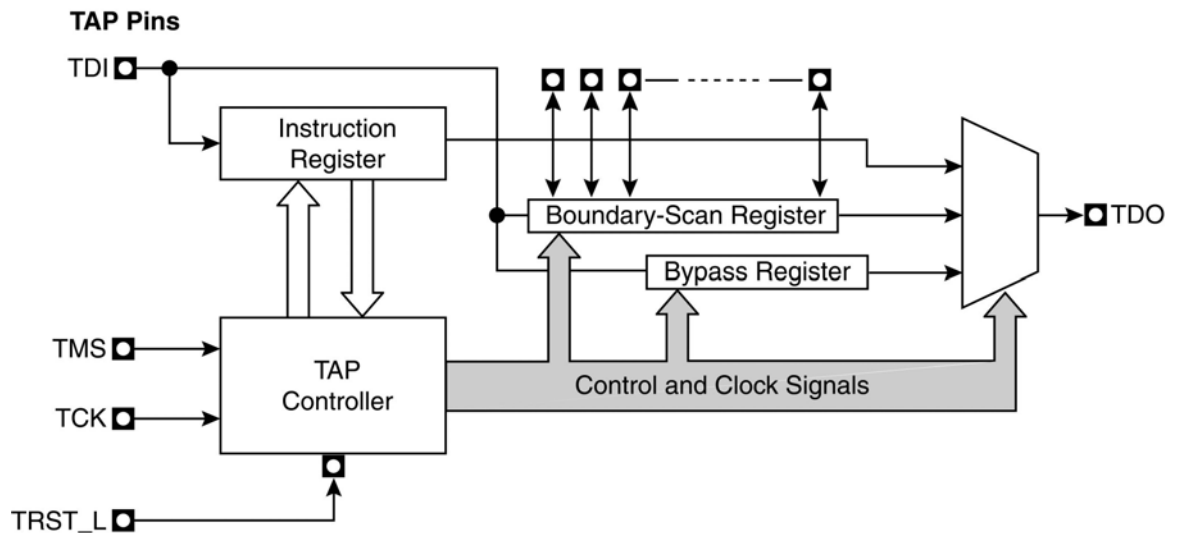 TAP Pins
TDI
Instruction
Register
Boundary-Scan Register
TDO
Bypass Register
TMS
TAP
Controller
Control and Clock Signals
TCK
TRST_L